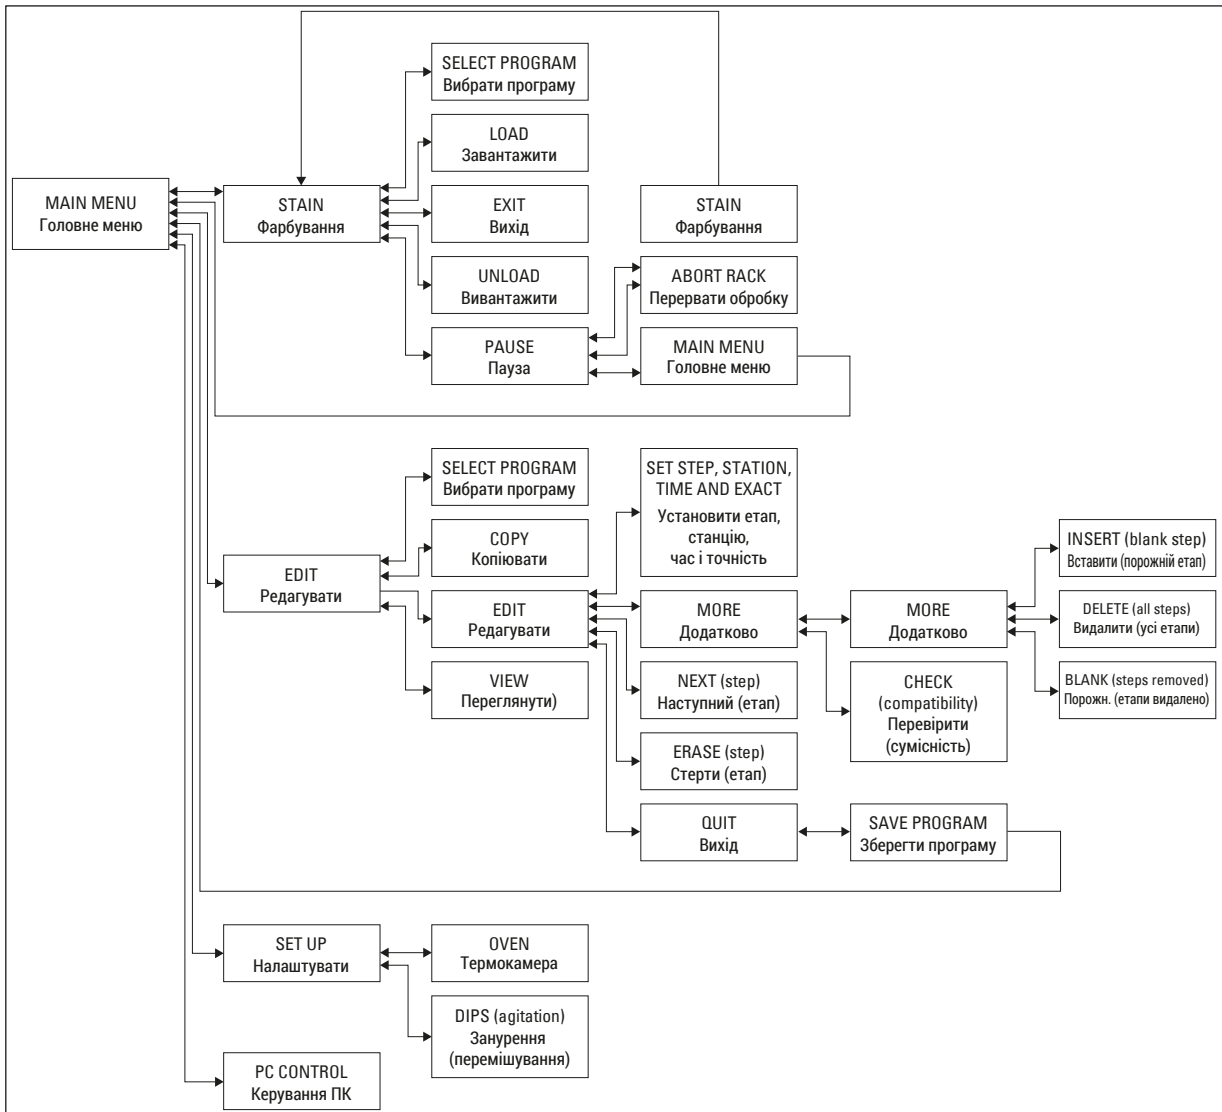 SELECT PROGRAM
Вибрати програму
LOAD
Завантажити
MAIN MENU
Головне меню
STAIN
Фарбування
EXIT
Вихід
STAIN
Фарбування
UNLOAD
Вивантажити
ABORT RACK
Перервати обробку
PAUSE
Пауза
MAIN MENU
Головне меню
SELECT PROGRAM
Вибрати програму
SET STEP, STATION,
TIME AND EXACT
Установити етап,
станцію,
час і точність
COPY
Копіювати
INSERT (blank step)
Вставити (порожній етап)
EDIT
Редагувати
EDIT
Редагувати
MORE
Додатково
MORE
Додатково
DELETE (all steps)
Видалити (усі етапи)
VIEW
Переглянути)
NEXT (step)
Наступний (етап)
CHECK
(compatibility)
Перевірити
(сумісність)
BLANK (steps removed)
Порожн. (етапи видалено)
ERASE (step)
Стерти (етап)
QUIT
Вихід
SAVE PROGRAM
Зберегти програму
SET UP
Налаштувати
OVEN
Термокамера
DIPS (agitation)
Занурення
(перемішування)
PC CONTROL
Керування ПК